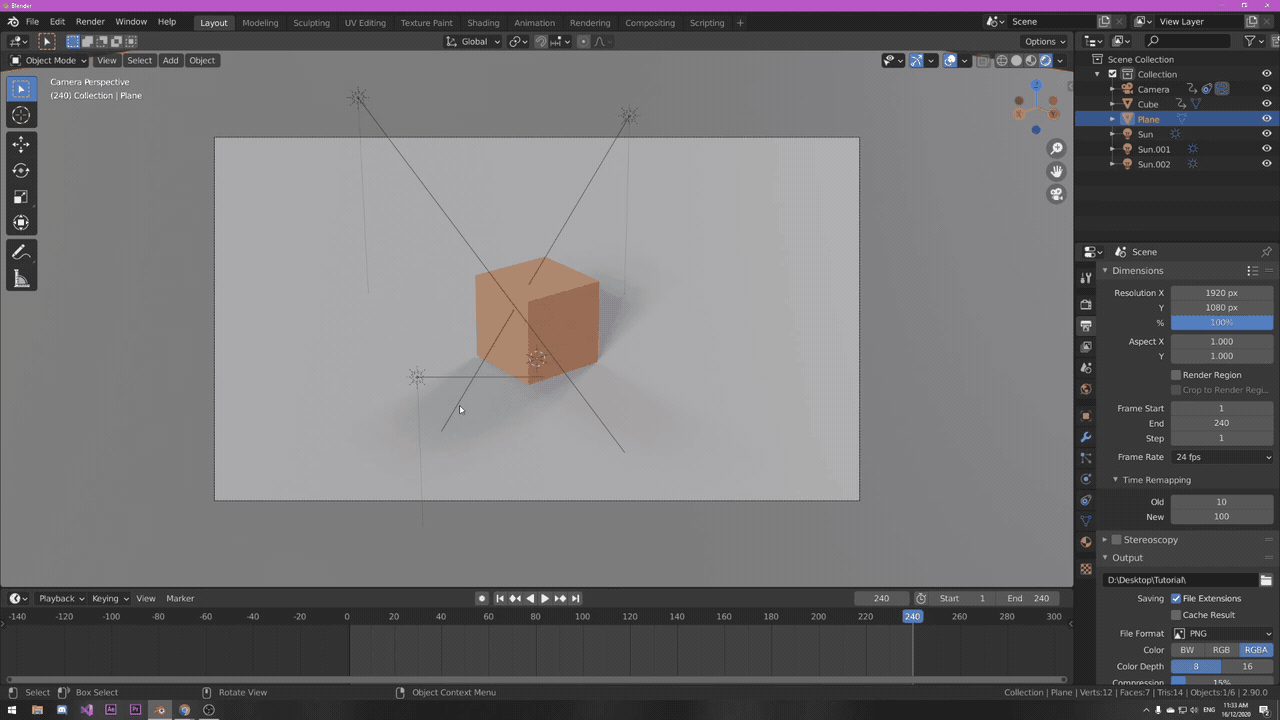 Blender
File Edit Render Window Help Layout Modeling Sculpting UV Editing Texture Paint Shading Animation Rendering Compositing Scripting + Scene View Layer
Global Options
Object Mode View Select Add Object
Camera Perspective
(240) Collection | Plane
Scene Collection
Collection
Camera
Cube
Plane
Sun
Sun.001
Sun.002
Scene
Dimensions
Resolution X 1920 px
Y 1080 px
% 100%
Aspect X 1.000
Y 1.000
Render Region
Crop to Render Regi...
Frame Start 1
End 240
Step 1
Frame Rate 24 fps
Time Remapping
Old 10
New 100
Stereoscopy
Output
D:\Desktop\Tutorial\
Saving File Extensions
Cache Result
File Format PNG
Color BW RGB RGBA
Color Depth 8 16
Compression 15%
Playback Keying View Marker 240 Start 1 End 240
-140 -120 -100 -80 -60 -40 -20 0 20 40 60 80 100 120 140 160 180 200 220 240 260 280 300
Select Box Select Rotate View Object Context Menu Collection | Plane | Verts:12 | Faces:7 | Tris:14 | Objects:1/6 | 2.90.0
ENG
11:33 AM
16/12/2020